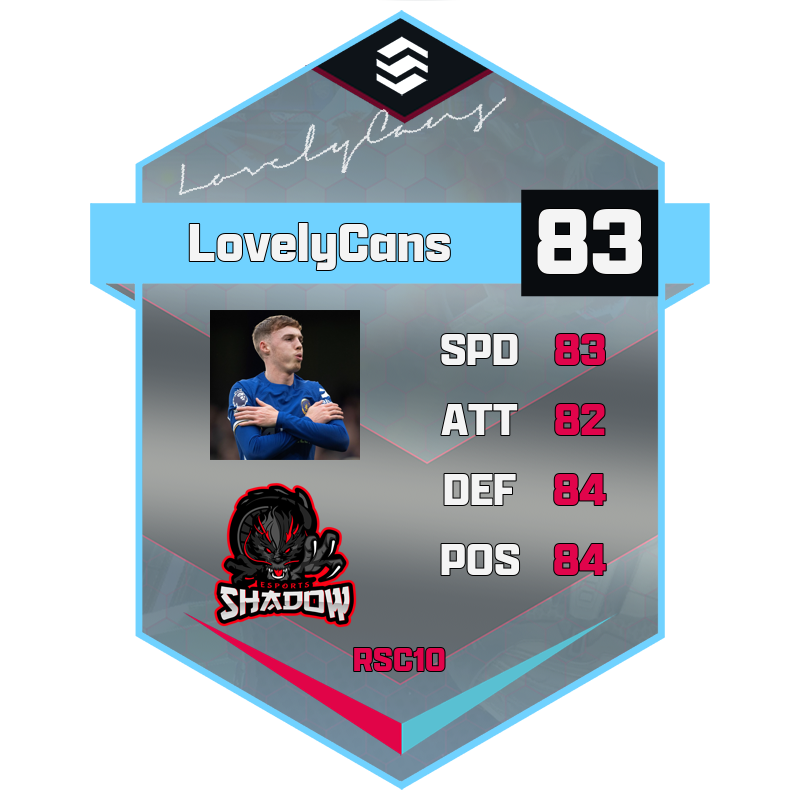 LovelyCans
LovelyCans
83
SPD 83
ATT 82
DEF 84
POS 84
ESPORTS
SHADOW
RSC10